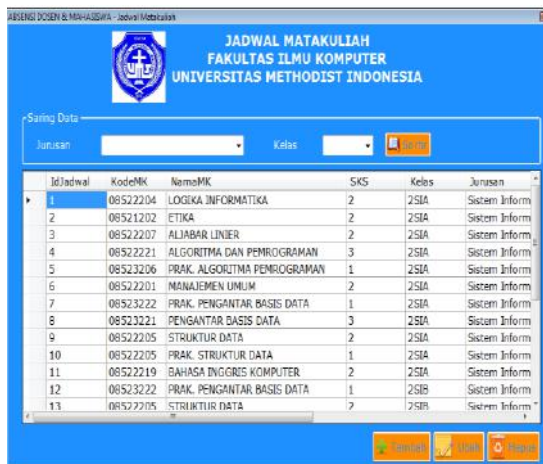 ABSENSI DOSEN & MAHASISWA - Jadwal Matakuliah
JADWAL MATAKULIAH
FAKULTAS ILMU KOMPUTER
UNIVERSITAS METHODIST INDONESIA
Saring Data
Jurusan Kelas Saring
IdJadwal KodeMK NamaMK SKS Kelas Jurusan
1 08522204 LOGIKA INFORMATIKA 2 2SIA Sistem Inform
2 08521202 ETIKA 2 2SIA Sistem Inform
3 08522207 ALJABAR LINIER 2 2SIA Sistem Inform
4 08522221 ALGORITMA DAN PEMROGRAMAN 3 2SIA Sistem Inform
5 08523206 PRAK. ALGORITMA PEMROGRAMAN 1 2SIA Sistem Inform
6 08522201 MANAJEMEN UMUM 2 2SIA Sistem Inform
7 08523222 PRAK. PENGANTAR BASIS DATA 1 2SIA Sistem Inform
8 08523221 PENGANTAR BASIS DATA 3 2SIA Sistem Inform
9 08522205 STRUKTUR DATA 2 2SIA Sistem Inform
10 08522205 PRAK. STRUKTUR DATA 1 2SIA Sistem Inform
11 08522219 BAHASA INGGRIS KOMPUTER 2 2SIA Sistem Inform
12 08523222 PRAK. PENGANTAR BASIS DATA 1 2SIB Sistem Inform
13 08522205 STRUKTUR DATA 2 2SIB Sistem Inform
Tambah Ubah Hapus